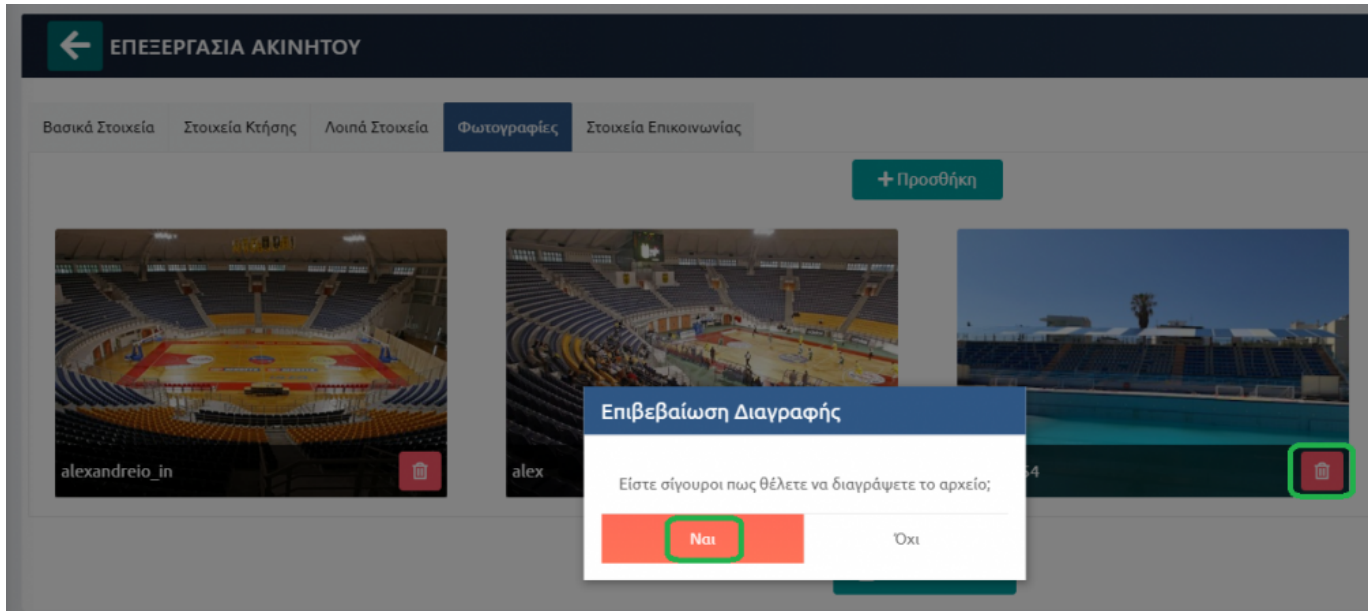 ΕΠΕΞΕΡΓΑΣΙΑ ΑΚΙΝΗΤΟΥ
Βασικά Στοιχεία Στοιχεία Κτήσης Λοιπά Στοιχεία Φωτογραφίες Στοιχεία Επικοινωνίας
+ Προσθήκη
alexandreio_in
alex
Επιβεβαίωση Διαγραφής
Είστε σίγουροι πως θέλετε να διαγράψετε το αρχείο;
Ναι Όχι